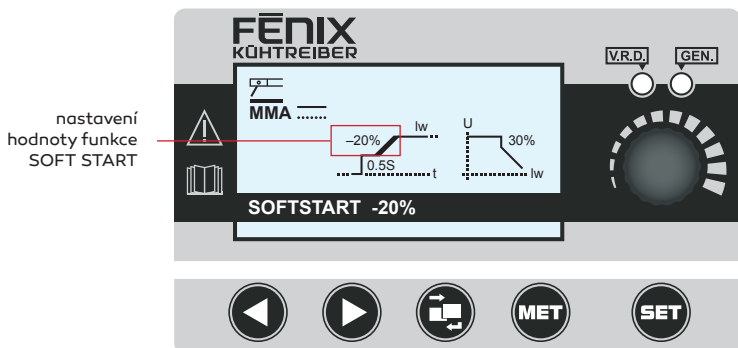 FĒNIX
KÜHTREIBER
V.R.D. GEN.
nastavení
hodnoty funkce
SOFT START
MMA
–20%
Iw
0.5S
t
U
30%
Iw
SOFTSTART -20%
MET
SET